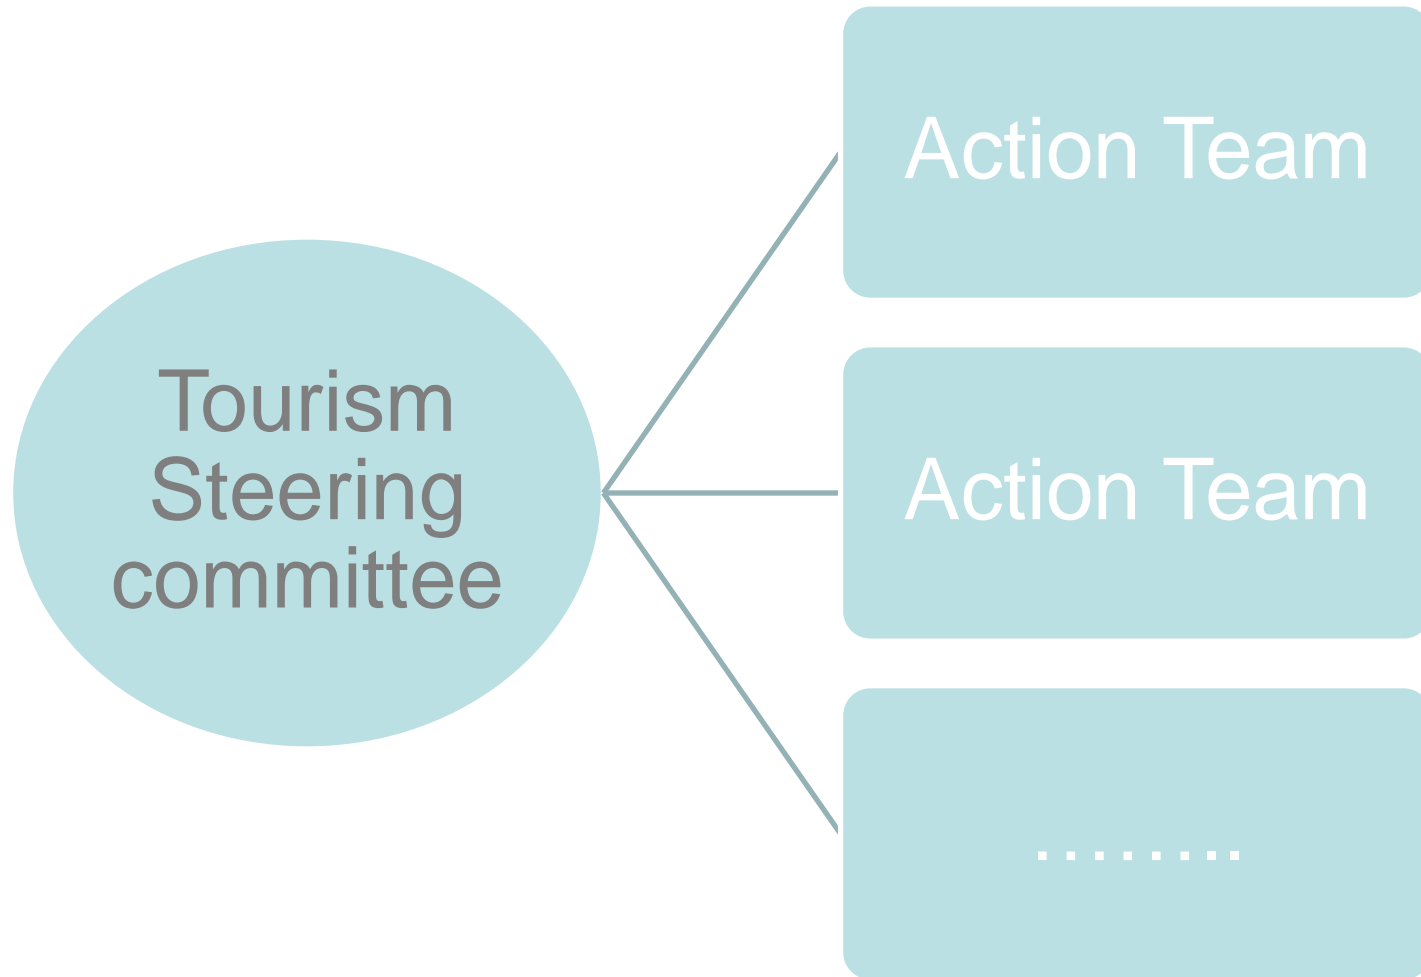 Tourism
Steering
committee
Action Team
Action Team
........